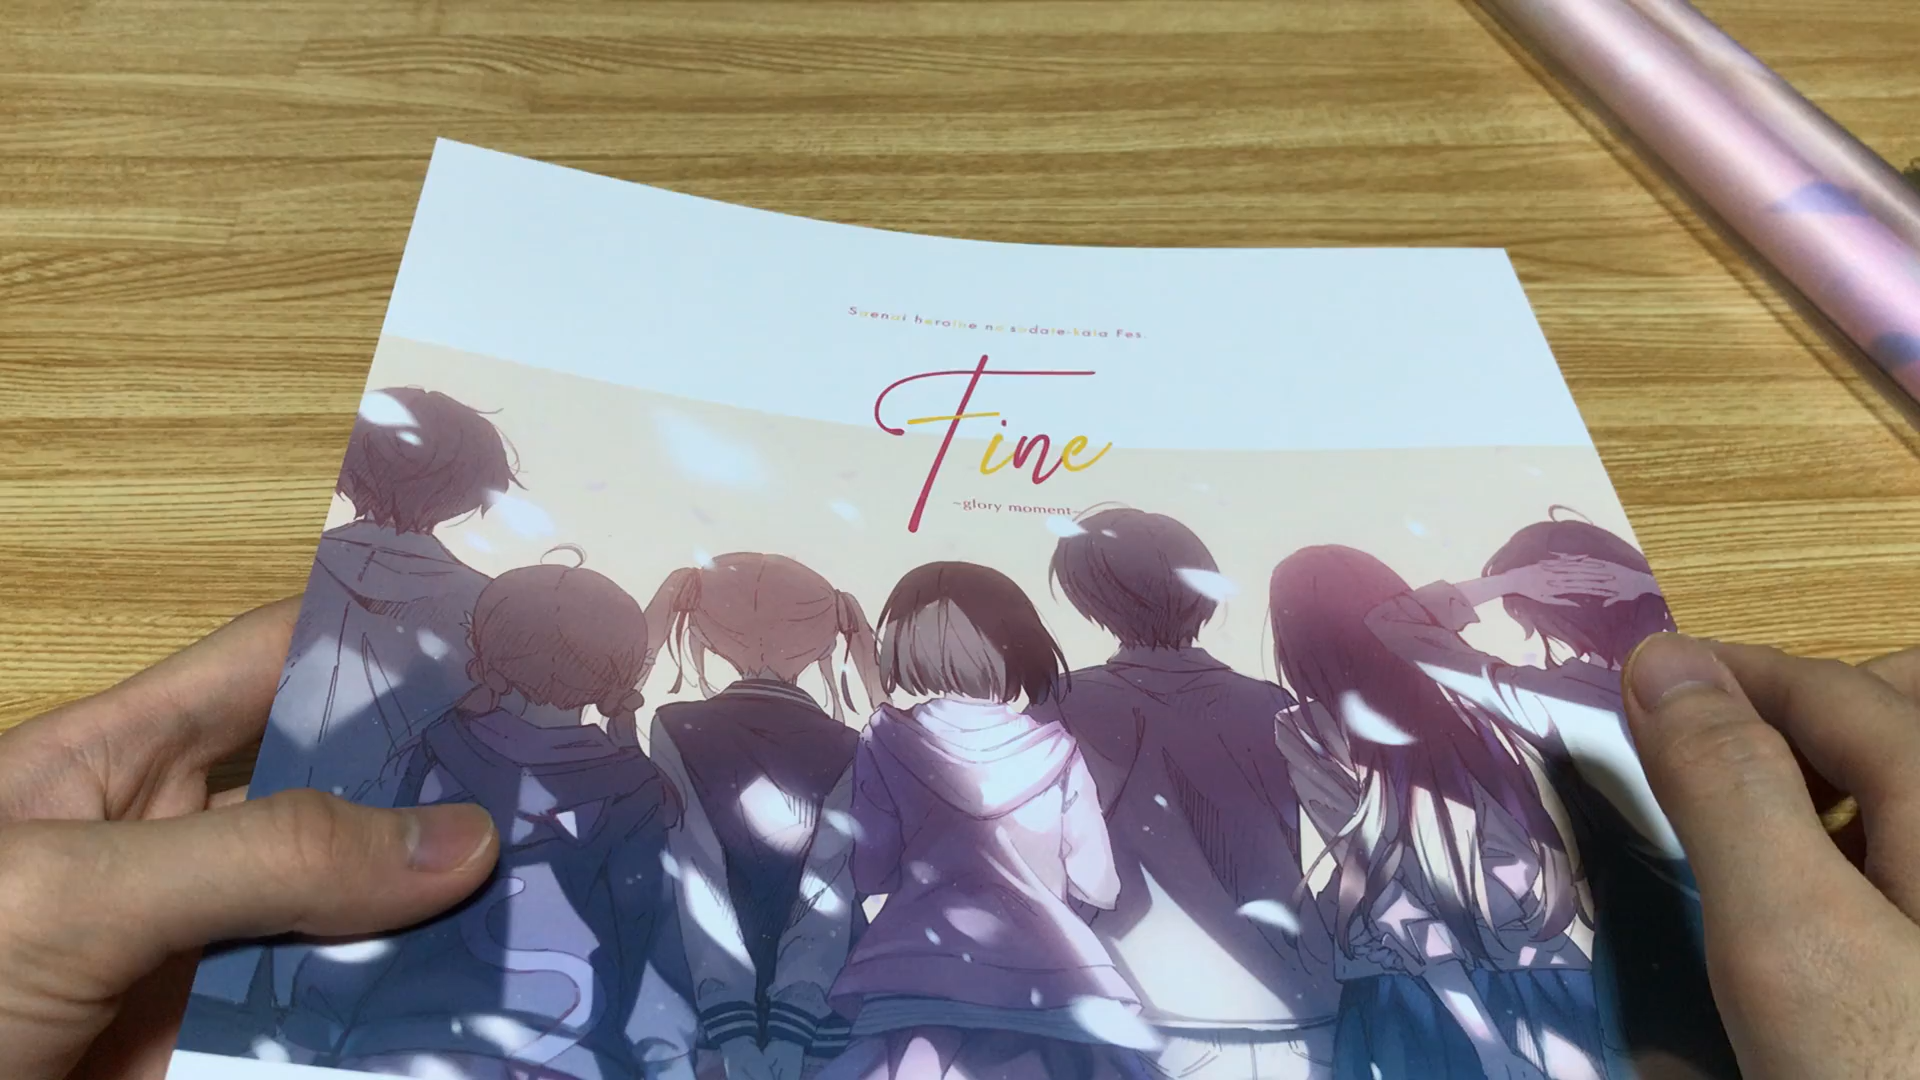 Saenai heroine no sodate-kata Fes.
Fine
~glory moment~